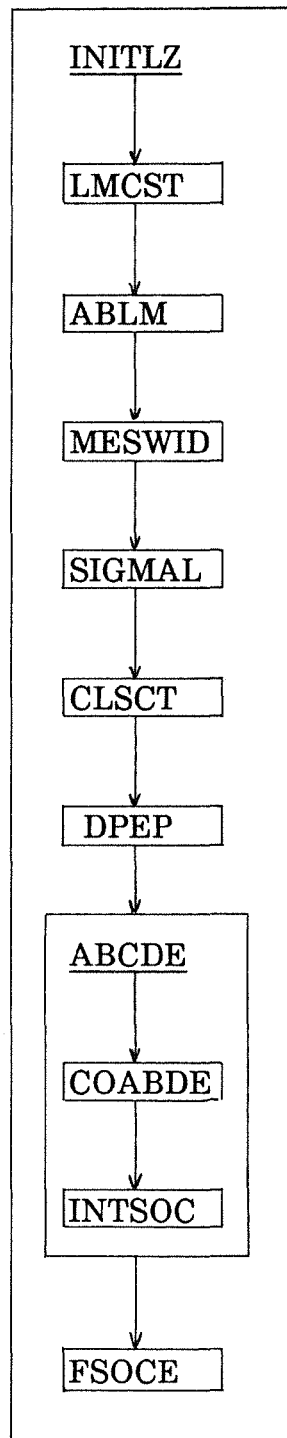 INITLZ
LMCST
ABLM
MESWID
SIGMAL
CLSCT
DPEP
ABCDE
COABDE
INTSOC
FSOCE